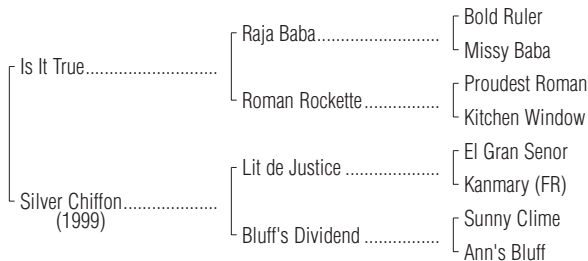 Bold Ruler
Raja Baba
Missy Baba
Is It True
Proudest Roman
Roman Rockette
Kitchen Window
El Gran Senor
Lit de Justice
Kanmary (FR)
Silver Chiffon
(1999)
Sunny Clime
Bluff's Dividend
Ann's Bluff